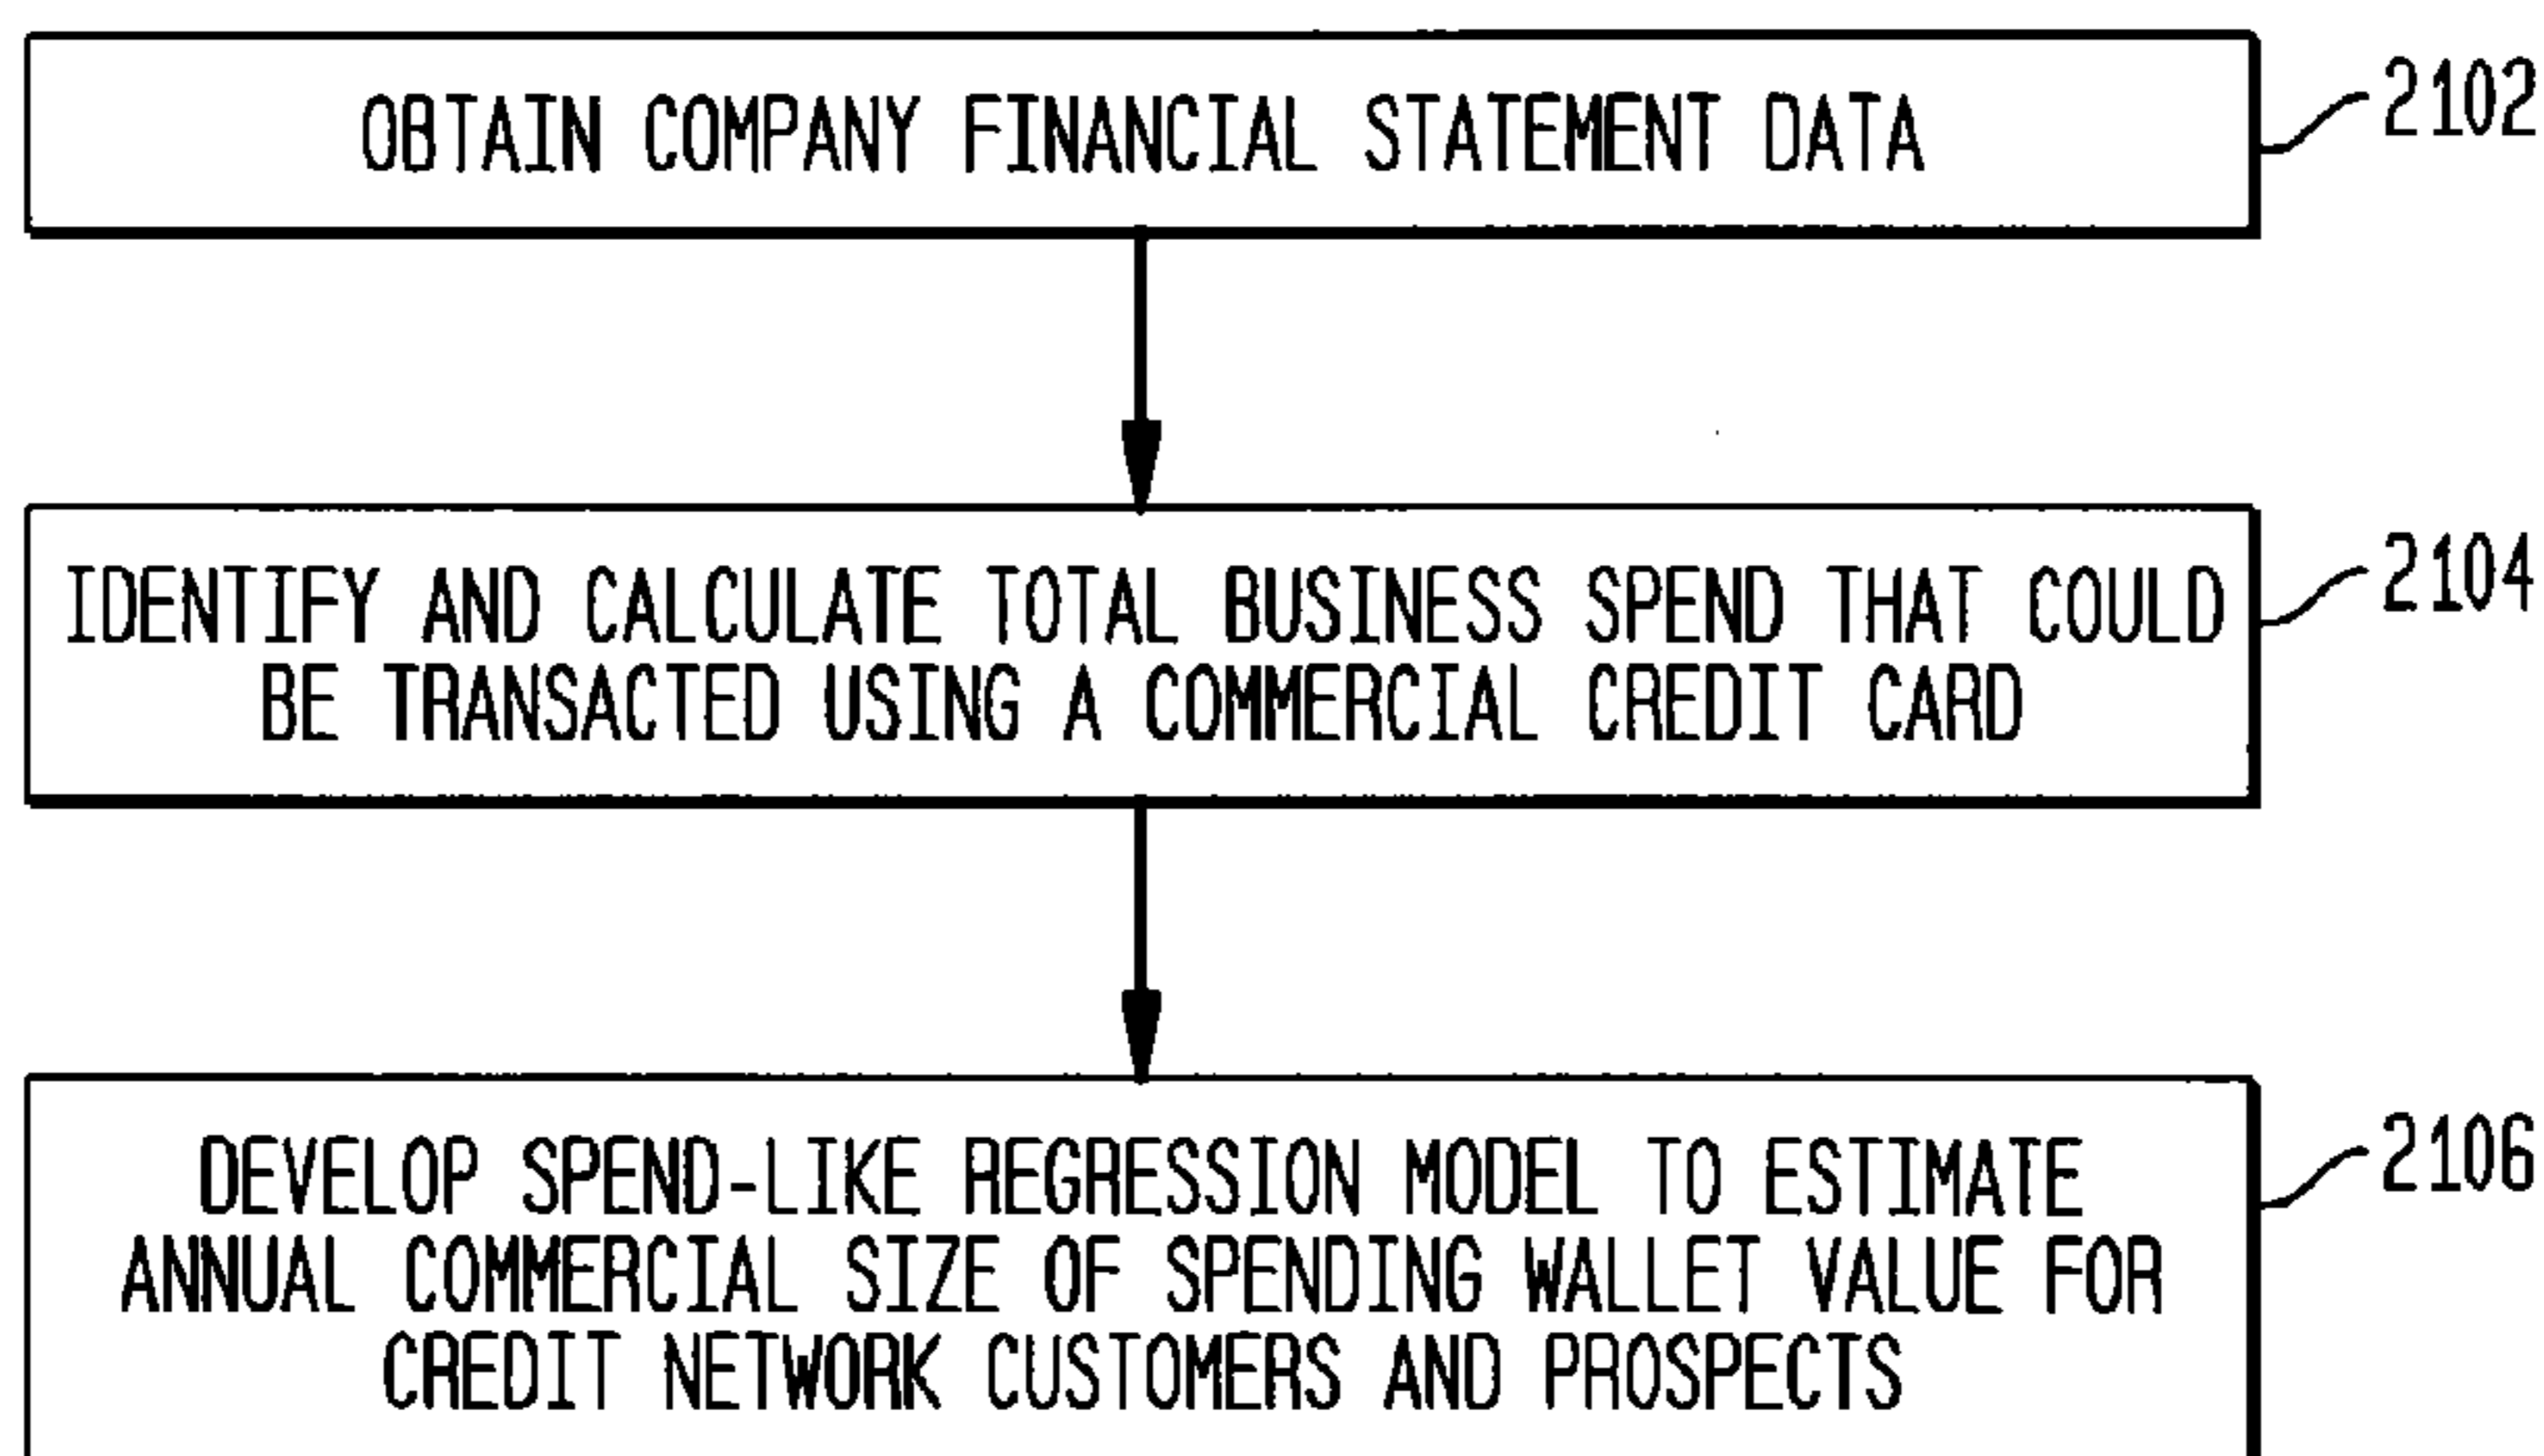 OBTAIN COMPANY FINANCIAL STATEMENT DATA
2102
IDENTIFY AND CALCULATE TOTAL BUSINESS SPEND THAT COULD
BE TRANSACTED USING A COMMERCIAL CREDIT CARD
2104
DEVELOP SPEND-LIKE REGRESSION MODEL TO ESTIMATE
ANNUAL COMMERCIAL SIZE OF SPENDING WALLET VALUE FOR
CREDIT NETWORK CUSTOMERS AND PROSPECTS
2106